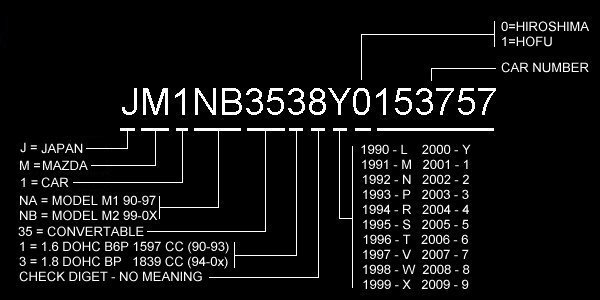 0=HIROSHIMA
1=HOFU
CAR NUMBER
JM1NB3538Y0153757
J = JAPAN
M = MAZDA
1 = CAR
NA = MODEL M1 90-97
NB = MODEL M2 99-0X
35 = CONVERTABLE
1 = 1.6 DOHC B6P 1597 CC (90-93)
3 = 1.8 DOHC BP 1839 CC (94-0x)
CHECK DIGET - NO MEANING
1990 - L 2000 - Y
1991 - M 2001 - 1
1992 - N 2002 - 2
1993 - P 2003 - 3
1994 - R 2004 - 4
1995 - S 2005 - 5
1996 - T 2006 - 6
1997 - V 2007 - 7
1998 - W 2008 - 8
1999 - X 2009 - 9